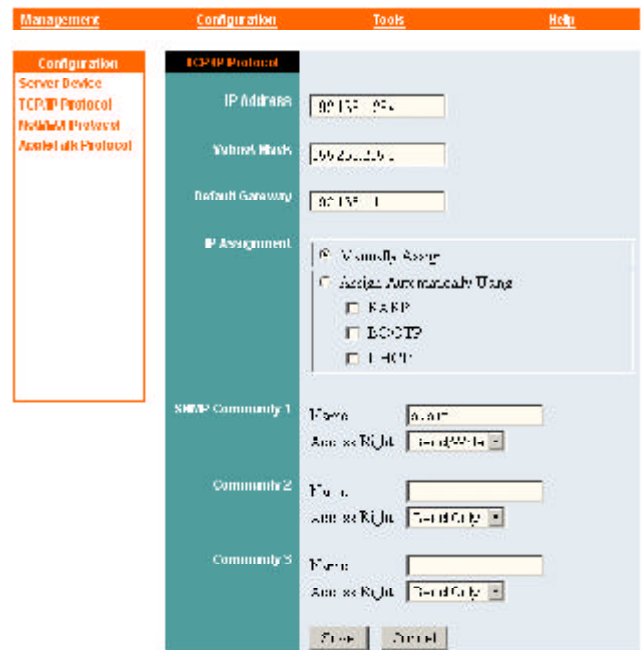 Management Configuration Tools Help
Configuration
Server Device
TCP/IP Protocol
NetBEUI Protocol
AppleTalk Protocol
TCP/IP Protocol
IP Address
Subnet Mask
Default Gateway
IP Assignment
Manually Assign
Assign Automatically Using
RARP
BOOTP
DHCP
SNMP Community 1
Name
Access Right Read/Write
Community 2
Name
Access Right Read Only
Community 3
Name
Access Right Read Only
Save Cancel